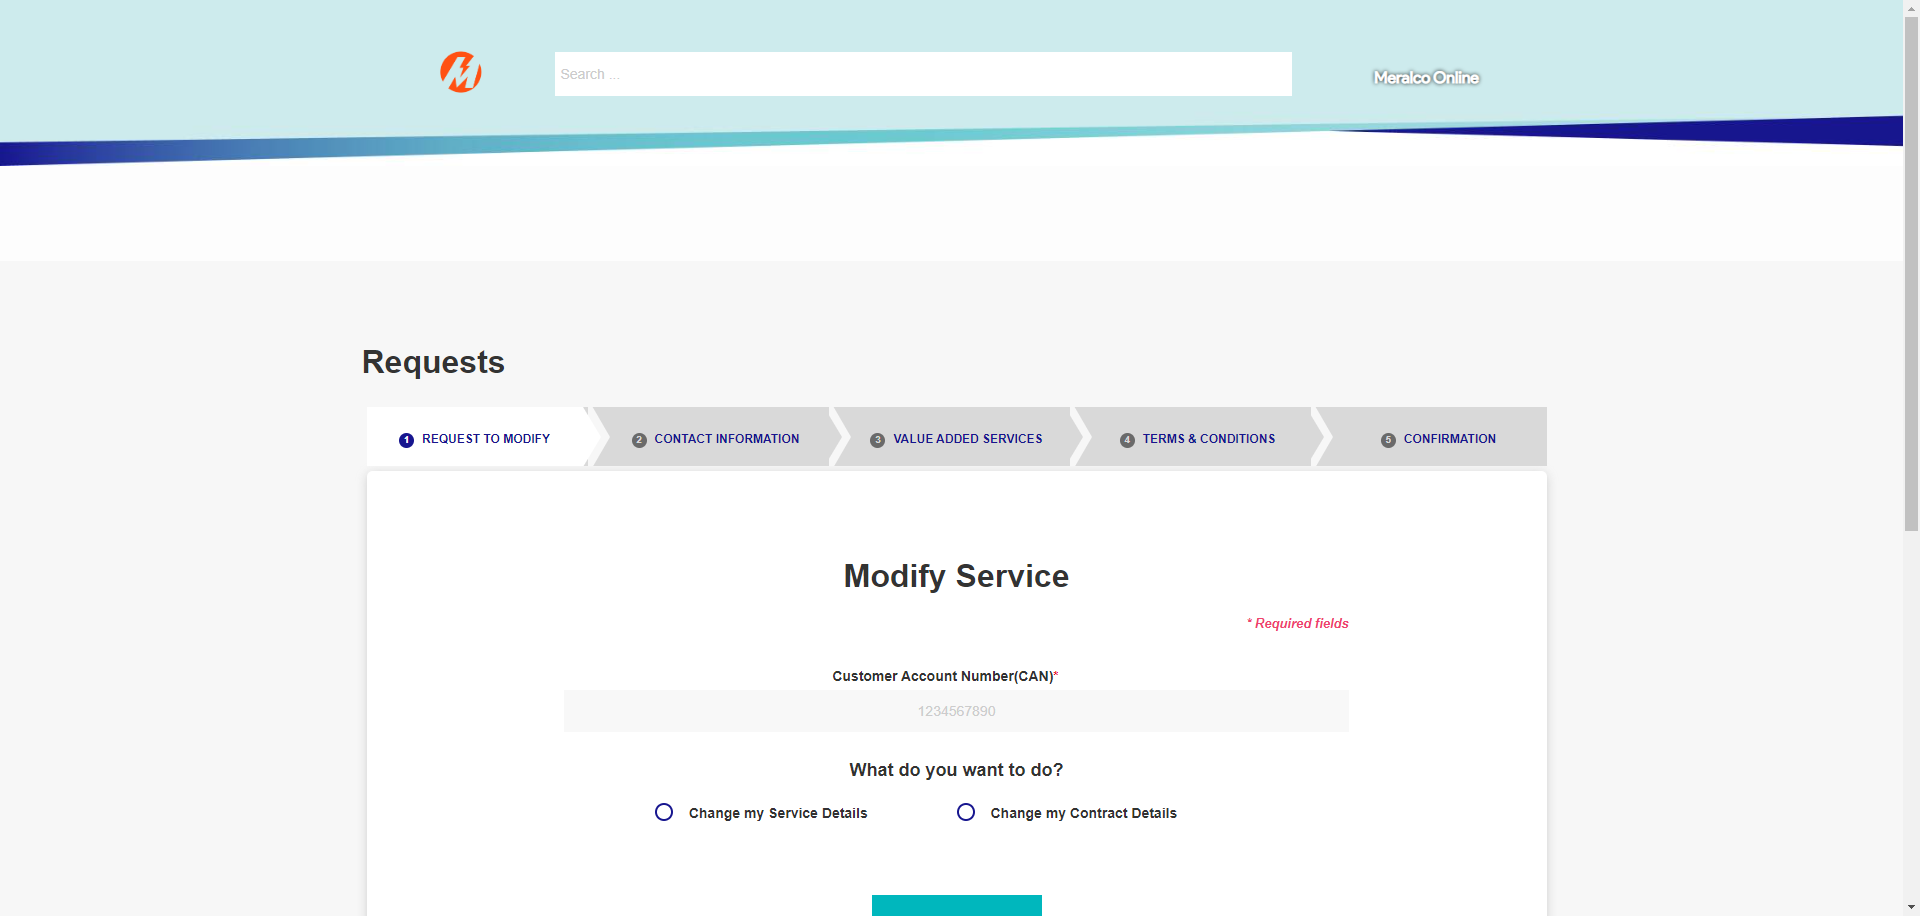 Search ...
Meralco Online
Requests
1 REQUEST TO MODIFY
2 CONTACT INFORMATION
3 VALUE ADDED SERVICES
4 TERMS & CONDITIONS
5 CONFIRMATION
Modify Service
* Required fields
Customer Account Number(CAN)*
1234567890
What do you want to do?
Change my Service Details
Change my Contract Details